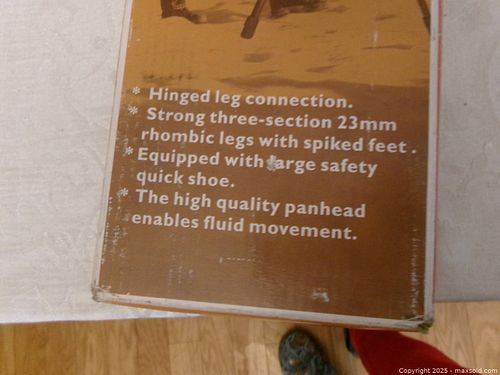 * Hinged leg connection.
* Strong three-section 23mm
rhombic legs with spiked feet.
* Equipped with large safety
quick shoe.
* The high quality panhead
enables fluid movement.
Copyright 2025 - maxsold.com